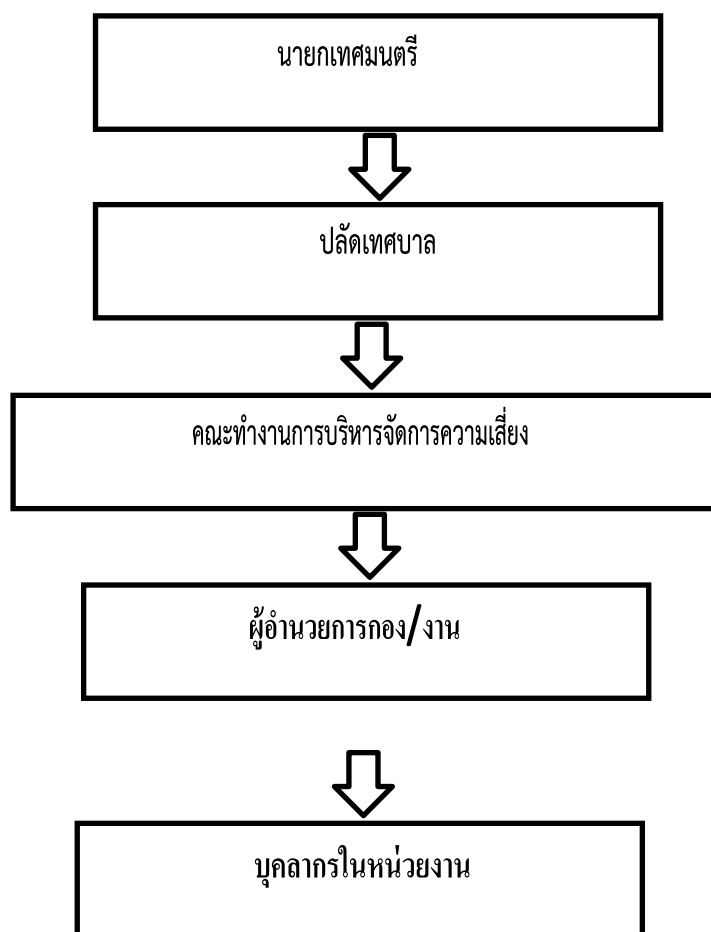 นายกเทศมนตรี
ปลัดเทศบาล
คณะทำงานการบริหารจัดการความเสี่ยง
ผู้อำนวยการกอง/งาน
บุคลากรในหน่วยงาน